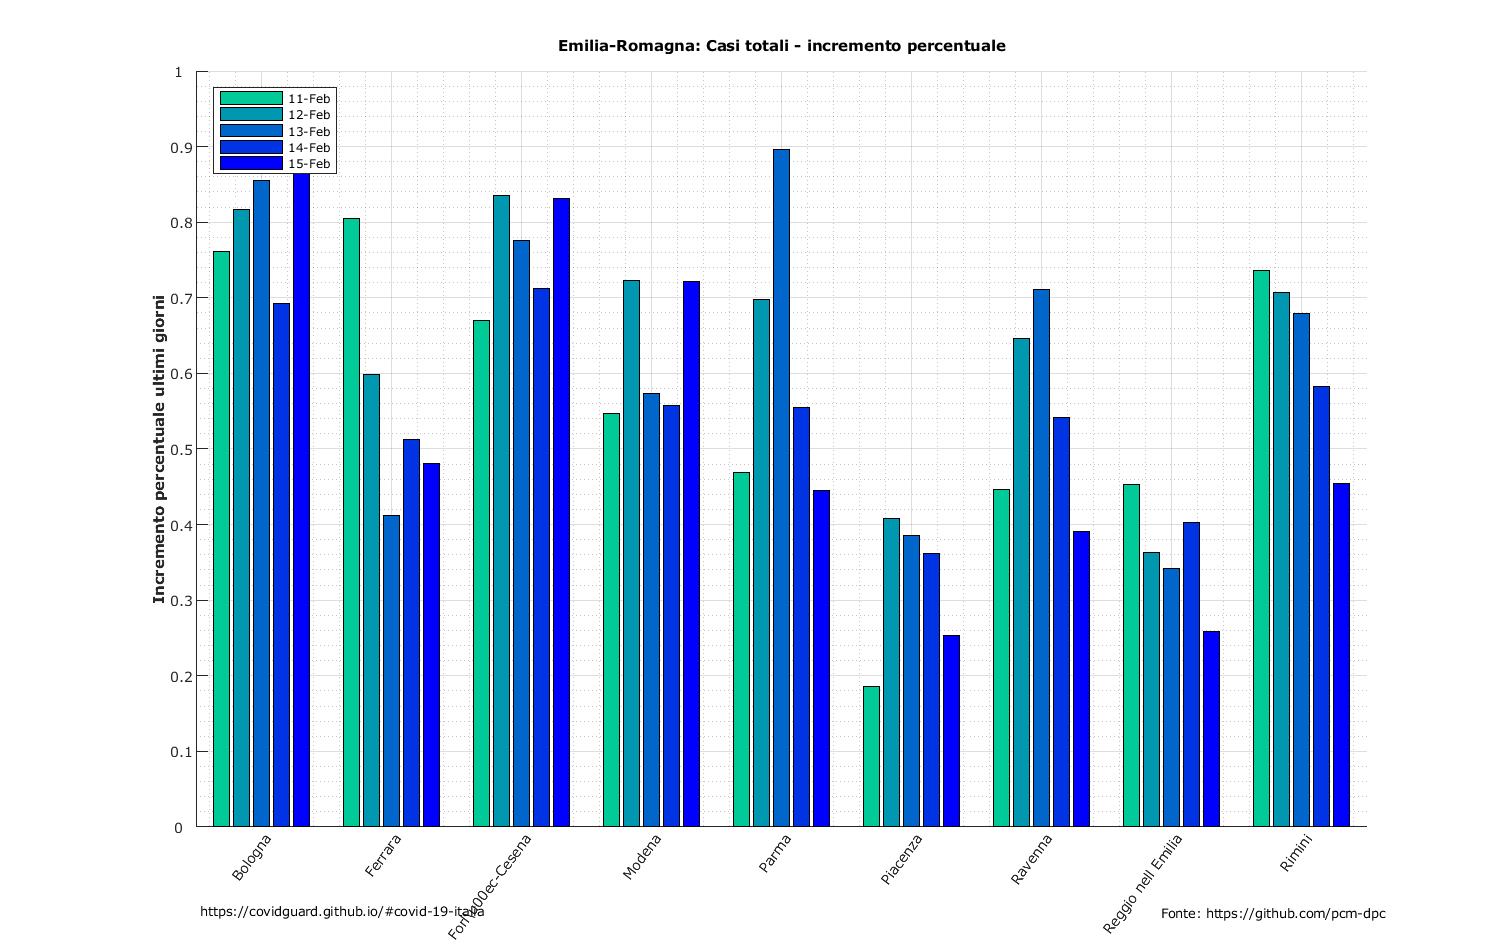 Emilia-Romagna: Casi totali - incremento percentuale
1
0.9
0.8
0.7
0.6
0.5
0.4
0.3
0.2
0.1
0
Incremento percentuale ultimi giorni
11-Feb
12-Feb
13-Feb
14-Feb
15-Feb
Bologna
Ferrara
Forl\u00ec-Cesena
Modena
Parma
Piacenza
Ravenna
Reggio nell Emilia
Rimini
https://covidguard.github.io/#covid-19-italia
Fonte: https://github.com/pcm-dpc